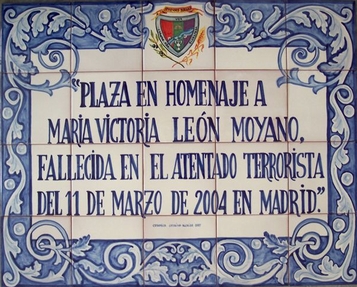 "PLAZA EN HOMENAJE A
MARIA VICTORIA LEÓN MOYANO,
FALLECIDA EN EL ATENTADO TERRORISTA
DEL 11 DE MARZO DE 2004 EN MADRID."